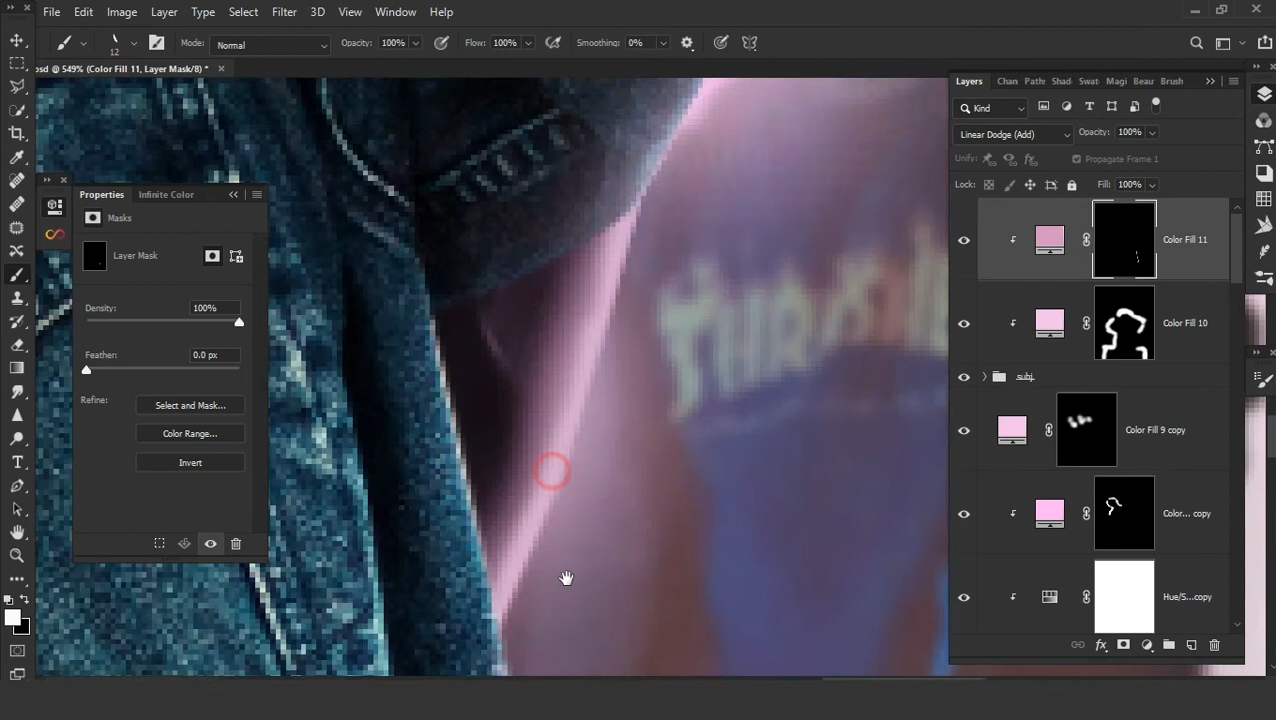 File Edit Image Layer Type Select Filter 3D View Window Help
12 Mode: Normal Opacity: 100% Flow: 100% Smoothing: 0%
psd @ 549% (Color Fill 11, Layer Mask/8) * ×
Layers Chan Path Shad Swat Magi Beau Brush
Kind
Linear Dodge (Add) Opacity: 100%
Unify: Propagate Frame 1
Lock: Fill: 100%
Color Fill 11
Color Fill 10
subj.
Color Fill 9 copy
Color... copy
Hue/S...copy
Properties Infinite Color
Masks
Layer Mask
Density: 100%
Feather: 0.0 px
Refine: Select and Mask...
Color Range...
Invert